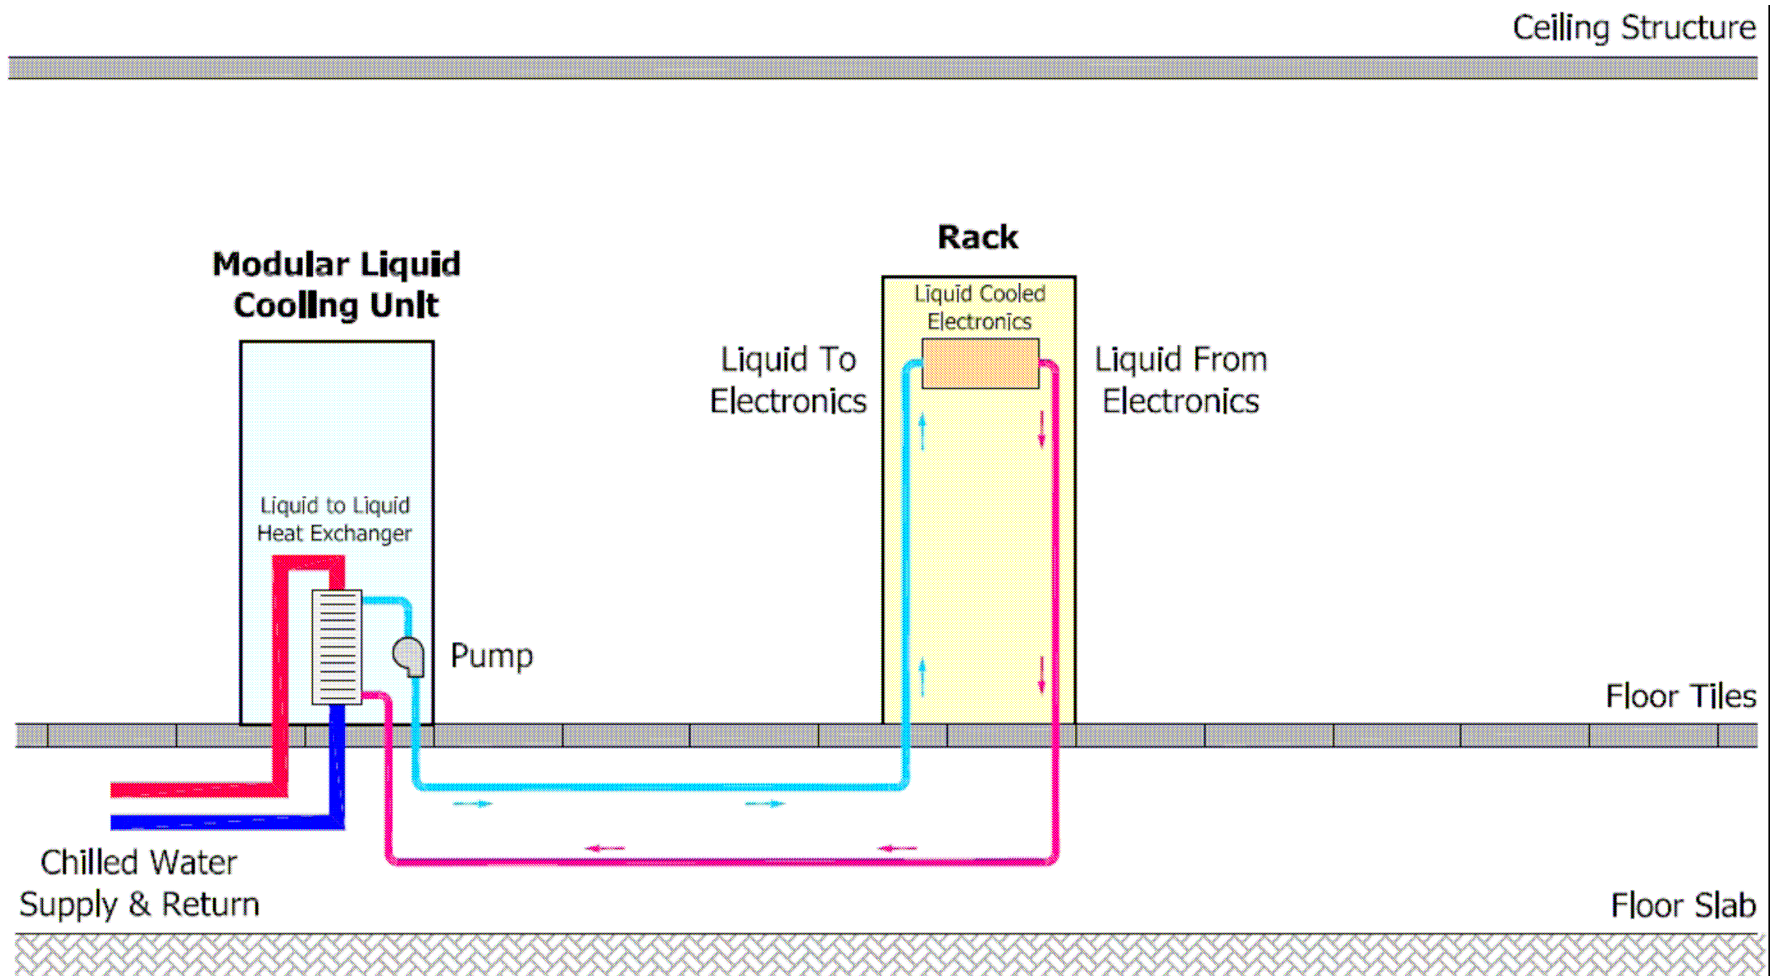 Ceiling Structure
Rack
Modular Liquid
Cooling Unit
Liquid Cooled
Electronics
Liquid To
Electronics
Liquid From
Electronics
Liquid to Liquid
Heat Exchanger
Pump
Floor Tiles
Chilled Water
Supply & Return
Floor Slab